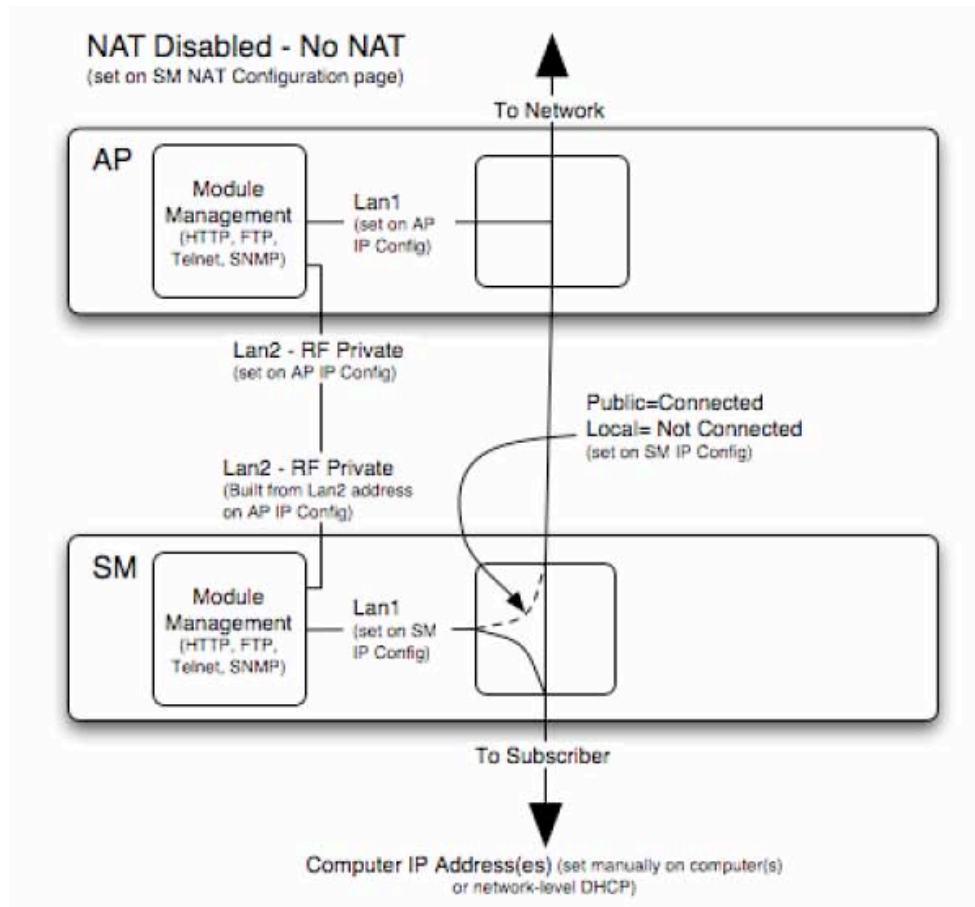 NAT Disabled - No NAT
(set on SM NAT Configuration page)
To Network
AP
Module
Management
(HTTP, FTP,
Telnet, SNMP)
Lan1
(set on AP
IP Config)
Lan2 - RF Private
(set on AP IP Config)
Public=Connected
Local= Not Connected
(set on SM IP Config)
Lan2 - RF Private
(Built from Lan2 address
on AP IP Config)
SM
Module
Management
(HTTP, FTP,
Telnet, SNMP)
Lan1
(set on SM
IP Config)
To Subscriber
Computer IP Address(es) (set manually on computer(s)
or network-level DHCP)